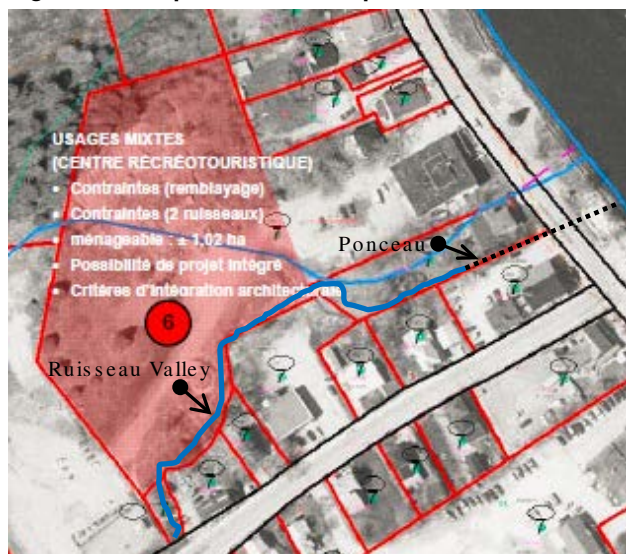 USAGES MIXTES
(CENTRE RÉCRÉOTOURISTIQUE)
• Contraintes (remblayage)
• Contraintes (2 ruisseaux)
• ménageable : ± 1,02 ha
• Possibilité de projet intégré
• Critères d'intégration architecturale
Ponceau
6
Ruisseau Valley